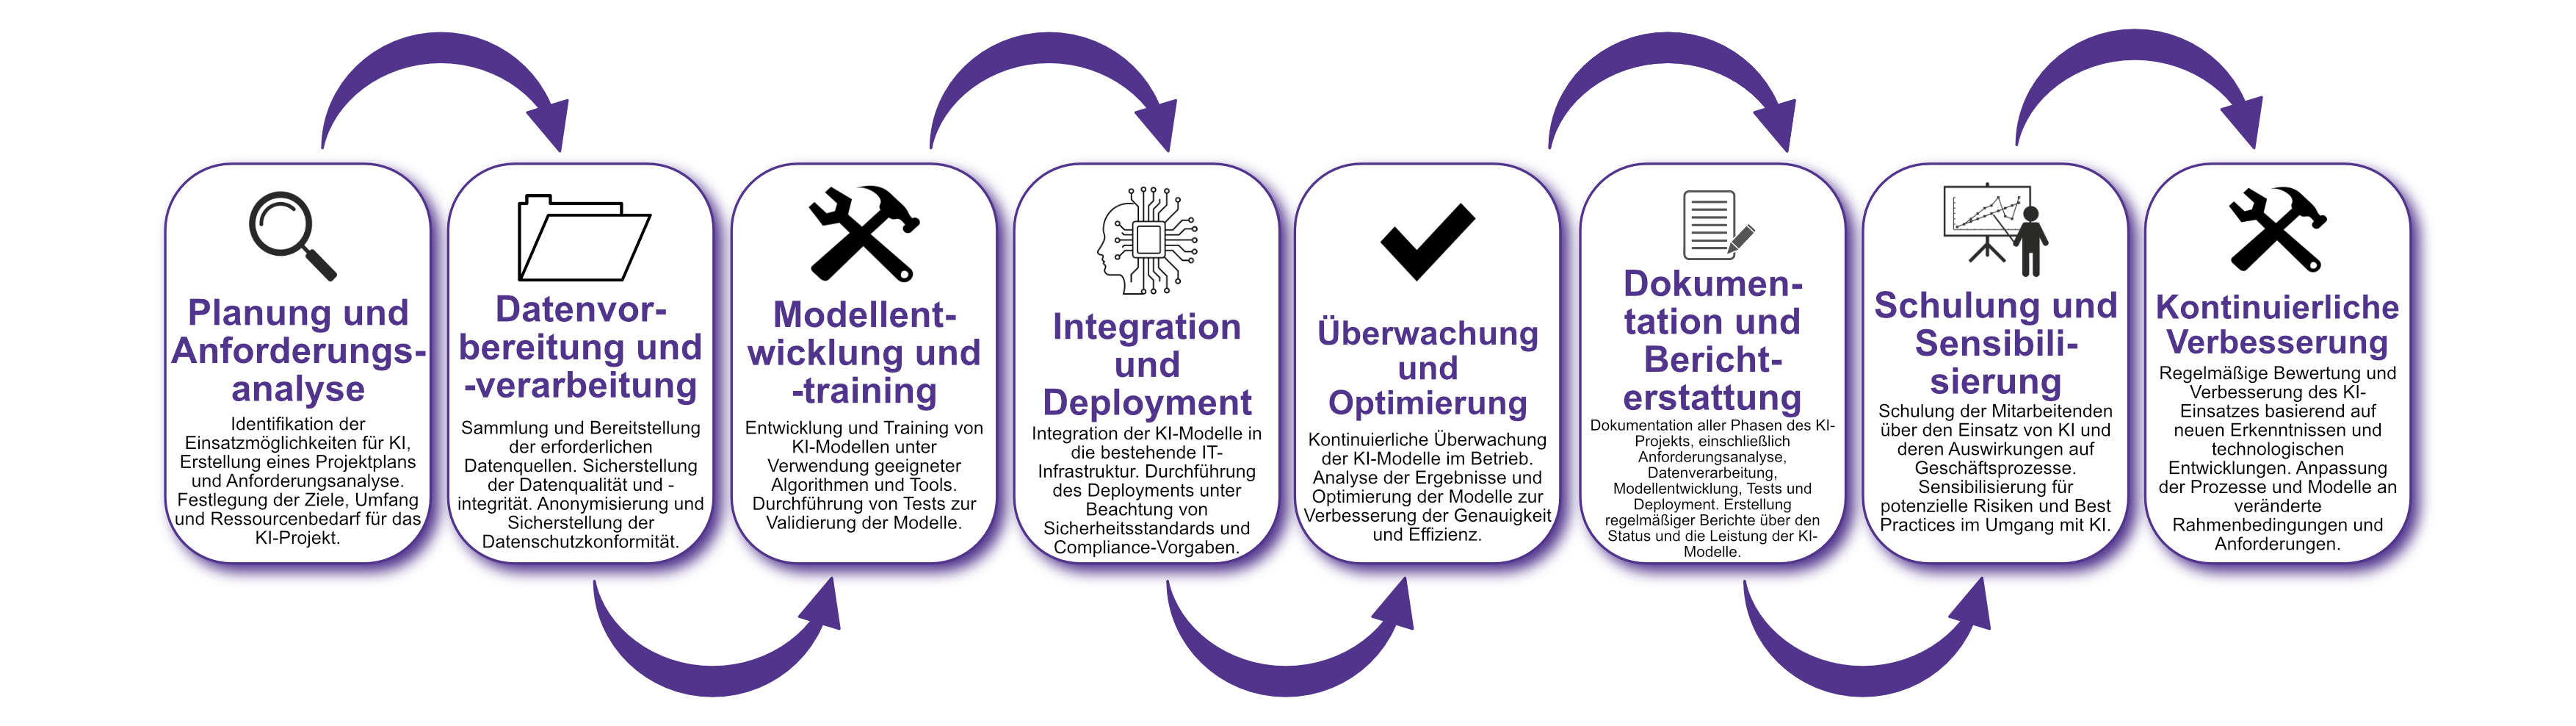 Planung und
Anforderungs-
analyse
Identifikation der
Einsatzmöglichkeiten für KI,
Erstellung eines Projektplans
und Anforderungsanalyse.
Festlegung der Ziele, Umfang
und Ressourcenbedarf für das
KI-Projekt.
Datenvor-
bereitung und
-verarbeitung
Sammlung und Bereitstellung
der erforderlichen
Datenquellen. Sicherstellung
der Datenqualität und -
integrität. Anonymisierung und
Sicherstellung der
Datenschutzkonformität.
Modellent-
wicklung und
-training
Entwicklung und Training von
KI-Modellen unter
Verwendung geeigneter
Algorithmen und Tools.
Durchführung von Tests zur
Validierung der Modelle.
Integration
und
Deployment
Integration der KI-Modelle in
die bestehende IT-
Infrastruktur. Durchführung
des Deployments unter
Beachtung von
Sicherheitsstandards und
Compliance-Vorgaben.
Überwachung
und
Optimierung
Kontinuierliche Überwachung
der KI-Modelle im Betrieb.
Analyse der Ergebnisse und
Optimierung der Modelle zur
Verbesserung der Genauigkeit
und Effizienz.
Dokumen-
tation und
Bericht-
erstattung
Dokumentation aller Phasen des KI-
Projekts, einschließlich
Anforderungsanalyse,
Datenverarbeitung,
Modellentwicklung, Tests und
Deployment. Erstellung
regelmäßiger Berichte über den
Status und die Leistung der KI-
Modelle.
Schulung und
Sensibili-
sierung
Schulung der Mitarbeitenden
über den Einsatz von KI und
deren Auswirkungen auf
Geschäftsprozesse.
Sensibilisierung für
potenzielle Risiken und Best
Practices im Umgang mit KI.
Kontinuierliche
Verbesserung
Regelmäßige Bewertung und
Verbesserung des KI-
Einsatzes basierend auf
neuen Erkenntnissen und
technologischen
Entwicklungen. Anpassung
der Prozesse und Modelle an
veränderte
Rahmenbedingungen und
Anforderungen.